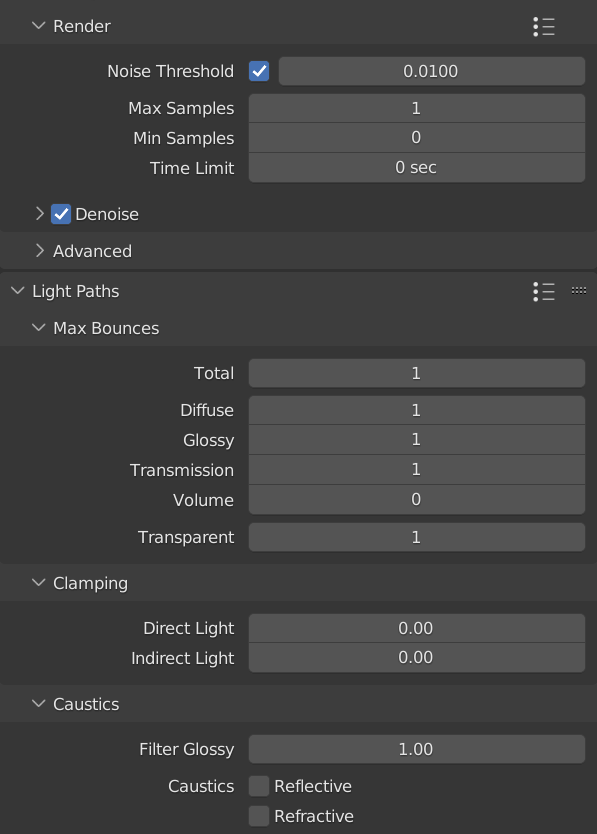 Render
Noise Threshold 0.0100
Max Samples 1
Min Samples 0
Time Limit 0 sec
Denoise
Advanced
Light Paths
Max Bounces
Total 1
Diffuse 1
Glossy 1
Transmission 1
Volume 0
Transparent 1
Clamping
Direct Light 0.00
Indirect Light 0.00
Caustics
Filter Glossy 1.00
Caustics Reflective
Refractive